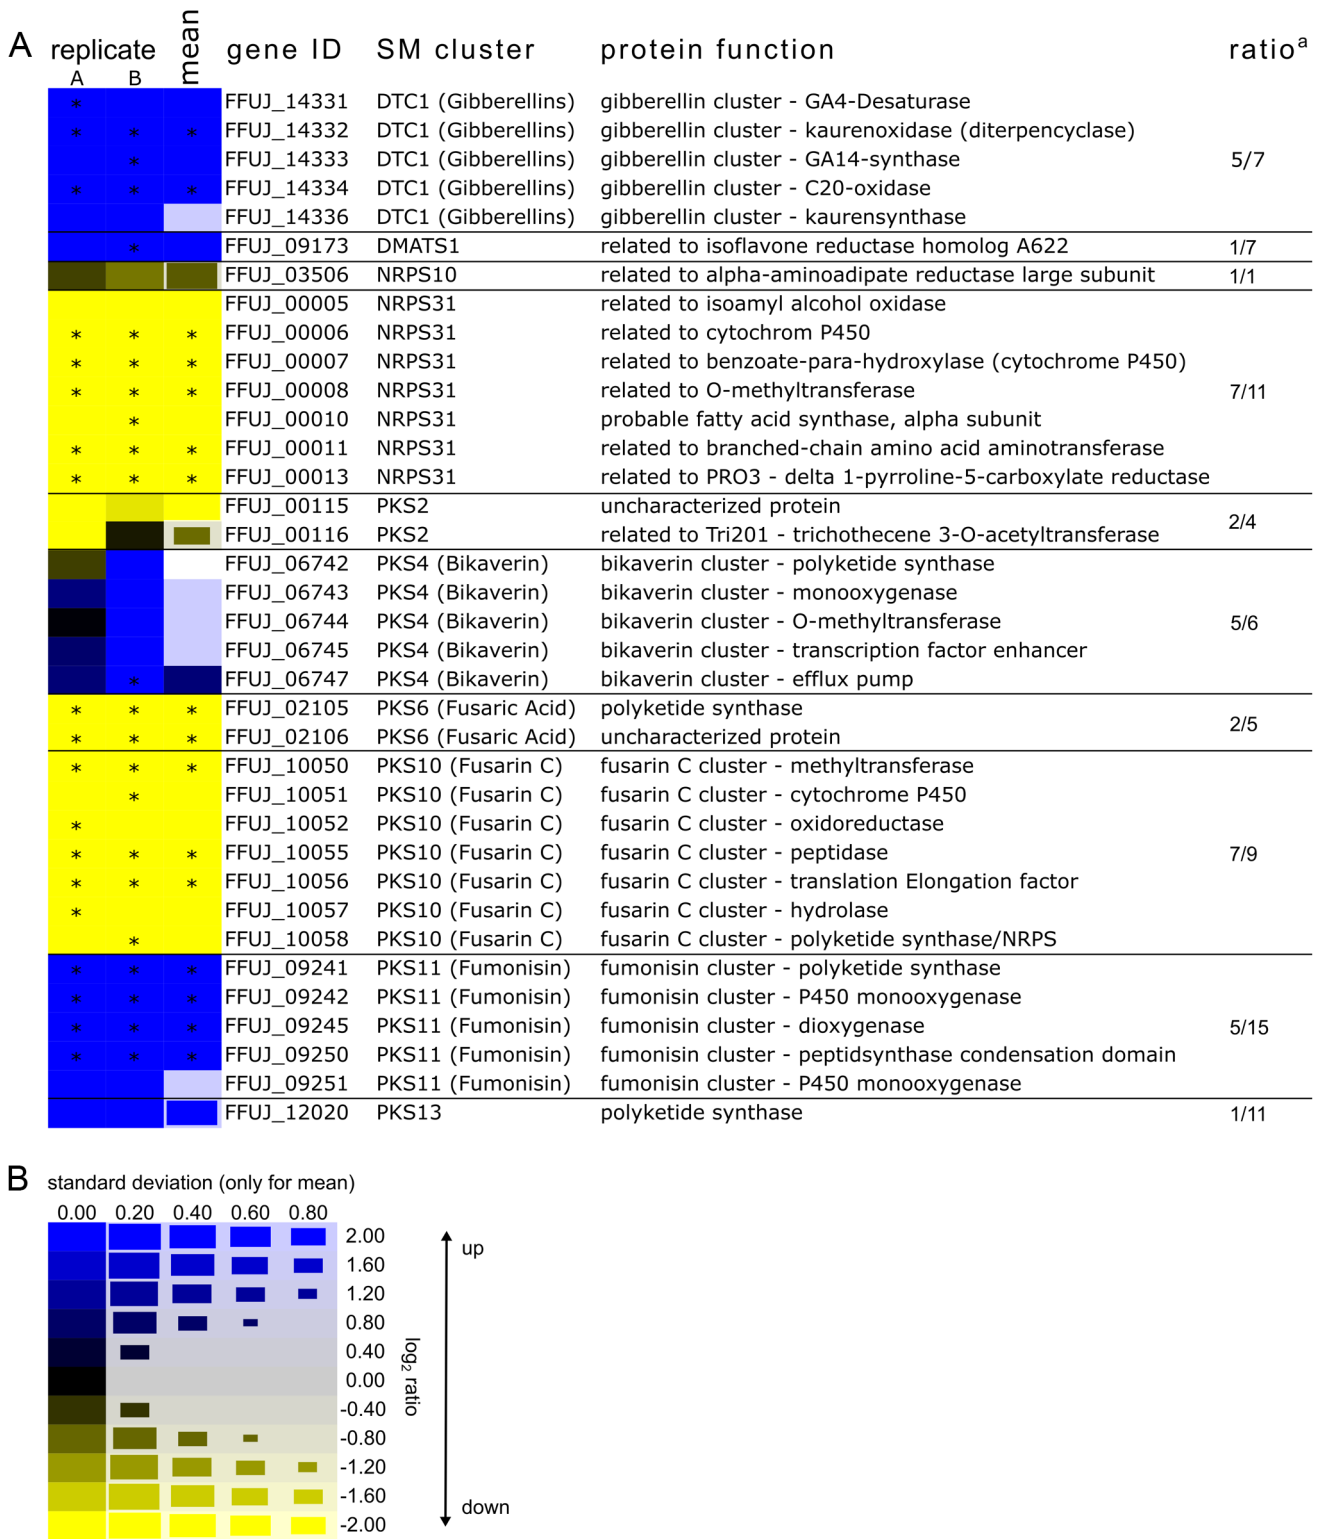 A replicate mean gene ID SM cluster protein function ratioa
A B
* FFUJ_14331 DTC1 (Gibberellins) gibberellin cluster - GA4-Desaturase
* * * FFUJ_14332 DTC1 (Gibberellins) gibberellin cluster - kaurenoxidase (diterpencyclase)
* FFUJ_14333 DTC1 (Gibberellins) gibberellin cluster - GA14-synthase 5/7
* * * FFUJ_14334 DTC1 (Gibberellins) gibberellin cluster - C20-oxidase
FFUJ_14336 DTC1 (Gibberellins) gibberellin cluster - kaurensynthase
* FFUJ_09173 DMATS1 related to isoflavone reductase homolog A622 1/7
FFUJ_03506 NRPS10 related to alpha-aminoadipate reductase large subunit 1/1
FFUJ_00005 NRPS31 related to isoamyl alcohol oxidase
* * * FFUJ_00006 NRPS31 related to cytochrom P450
* * * FFUJ_00007 NRPS31 related to benzoate-para-hydroxylase (cytochrome P450)
* * * FFUJ_00008 NRPS31 related to O-methyltransferase 7/11
* FFUJ_00010 NRPS31 probable fatty acid synthase, alpha subunit
* * * FFUJ_00011 NRPS31 related to branched-chain amino acid aminotransferase
* * * FFUJ_00013 NRPS31 related to PRO3 - delta 1-pyrroline-5-carboxylate reductase
FFUJ_00115 PKS2 uncharacterized protein 2/4
FFUJ_00116 PKS2 related to Tri201 - trichothecene 3-O-acetyltransferase
FFUJ_06742 PKS4 (Bikaverin) bikaverin cluster - polyketide synthase
FFUJ_06743 PKS4 (Bikaverin) bikaverin cluster - monooxygenase
FFUJ_06744 PKS4 (Bikaverin) bikaverin cluster - O-methyltransferase 5/6
FFUJ_06745 PKS4 (Bikaverin) bikaverin cluster - transcription factor enhancer
* FFUJ_06747 PKS4 (Bikaverin) bikaverin cluster - efflux pump
* * * FFUJ_02105 PKS6 (Fusaric Acid) polyketide synthase 2/5
* * * FFUJ_02106 PKS6 (Fusaric Acid) uncharacterized protein
* * * FFUJ_10050 PKS10 (Fusarin C) fusarin C cluster - methyltransferase
* FFUJ_10051 PKS10 (Fusarin C) fusarin C cluster - cytochrome P450
* FFUJ_10052 PKS10 (Fusarin C) fusarin C cluster - oxidoreductase
* * * FFUJ_10055 PKS10 (Fusarin C) fusarin C cluster - peptidase 7/9
* * * FFUJ_10056 PKS10 (Fusarin C) fusarin C cluster - translation Elongation factor
* FFUJ_10057 PKS10 (Fusarin C) fusarin C cluster - hydrolase
* FFUJ_10058 PKS10 (Fusarin C) fusarin C cluster - polyketide synthase/NRPS
* * * FFUJ_09241 PKS11 (Fumonisin) fumonisin cluster - polyketide synthase
* * * FFUJ_09242 PKS11 (Fumonisin) fumonisin cluster - P450 monooxygenase
* * * FFUJ_09245 PKS11 (Fumonisin) fumonisin cluster - dioxygenase 5/15
* * * FFUJ_09250 PKS11 (Fumonisin) fumonisin cluster - peptidsynthase condensation domain
FFUJ_09251 PKS11 (Fumonisin) fumonisin cluster - P450 monooxygenase
FFUJ_12020 PKS13 polyketide synthase 1/11
B standard deviation (only for mean)
0.00 0.20 0.40 0.60 0.80
2.00
up
1.60
1.20
0.80
0.40
0.00
-0.40
-0.80
-1.20
-1.60
-2.00
log2 ratio
down